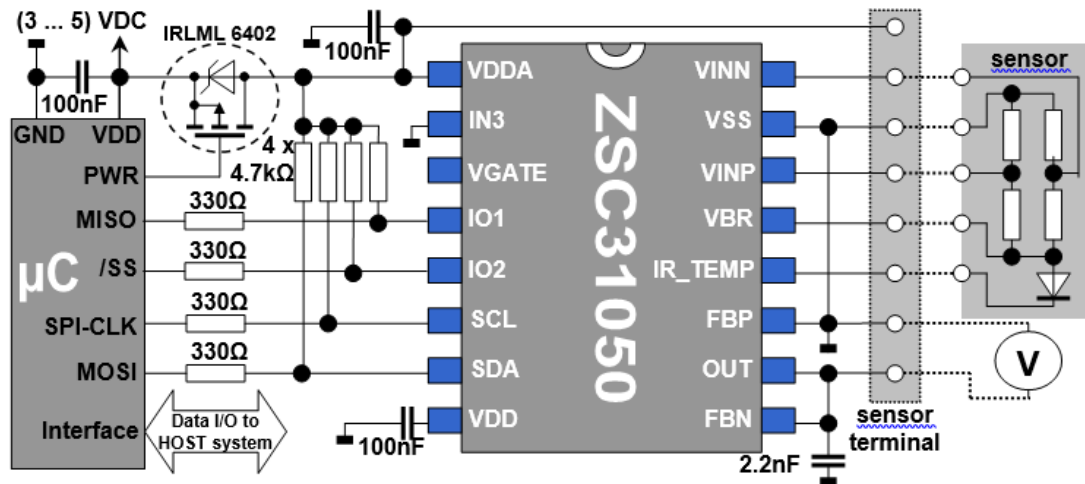 (3 ... 5) VDC
IRLML 6402
100nF
100nF
GND
VDD
PWR
MISO
/SS
SPI-CLK
MOSI
Interface
µC
330Ω
330Ω
330Ω
330Ω
4 x
4.7kΩ
Data I/O to
HOST system
100nF
VDDA
IN3
VGATE
IO1
IO2
SCL
SDA
VDD
ZSC31050
VINN
VSS
VINP
VBR
IR_TEMP
FBP
OUT
FBN
2.2nF
sensor
terminal
sensor
V